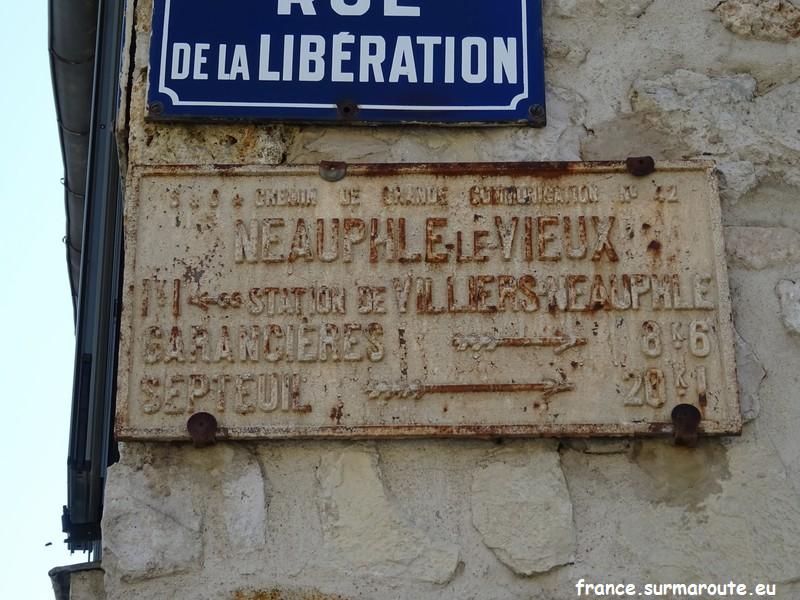 RUE
DE LA LIBÉRATION
S & O CHEMIN DE GRANDE COMMUNICATION Nº 42
NEAUPHLE-LE-VIEUX
1K1 STATION DE VILLIERS-NEAUPHLE
GARANCIÈRES 8K6
SEPTEUIL 20K1
france.surmaroute.eu